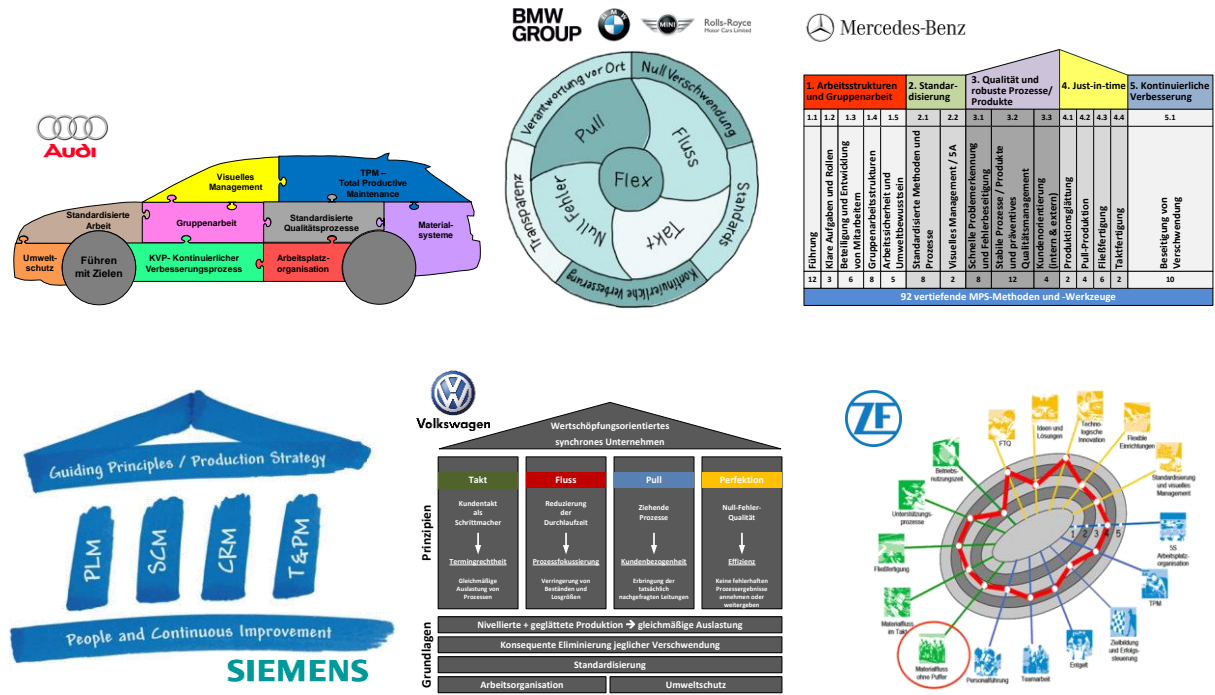 Audi
Visuelles
Management
TPM –
Total Productive
Maintenance
Standardisierte
Arbeit
Gruppenarbeit
Standardisierte
Qualitätsprozesse
Material-
systeme
Umwelt-
schutz
Führen
mit Zielen
KVP- Kontinuierlicher
Verbesserungsprozess
Arbeitsplatz-
organisation
BMW
GROUP
BMW
MINI
Rolls-Royce
Motor Cars Limited
Verantwortung vor Ort
Null Verschwendung
Standards
Kontinuierliche Verbesserung
Transparenz
Pull
Fluss
Takt
Null Fehler
Flex
Mercedes-Benz
1. Arbeitsstrukturen
und Gruppenarbeit
2. Standar-
disierung
3. Qualität und
robuste Prozesse/
Produkte
4. Just-in-time
5. Kontinuierliche
Verbesserung
1.1 1.2 1.3 1.4 1.5 2.1 2.2 3.1 3.2 3.3 4.1 4.2 4.3 4.4 5.1
Führung
Klare Aufgaben und Rollen
Beteiligung und Entwicklung
von Mitarbeitern
Gruppenarbeitsstrukturen
Arbeitssicherheit und
Umweltbewusstsein
Standardisierte Methoden und
Prozesse
Visuelles Management / 5A
Schnelle Problemerkennung
und Fehlerbeseitigung
Stabile Prozesse / Produkte
und präventives
Qualitätsmanagement
Kundenorientierung
(intern & extern)
Produktionsglättung
Pull-Produktion
Fließfertigung
Taktfertigung
Beseitigung von
Verschwendung
12 3 6 8 5 8 2 8 12 4 2 4 6 2 10
92 vertiefende MPS-Methoden und -Werkzeuge
Guiding Principles / Production Strategy
PLM
SCM
CRM
T&PM
People and Continuous Improvement
SIEMENS
Volkswagen
Wertschöpfungsorientiertes
synchrones Unternehmen
Prinzipien
Takt
Kundentakt
als
Schrittmacher
Termingrechtheit
Gleichmäßige
Auslastung von
Processen
Fluss
Reduzierung
der
Durchlaufzeit
Prozessfokussierung
Verringerung von
Beständen und
Losgrößen
Pull
Ziehende
Prozesse
Kundenbezogenheit
Erbringung der
tatsächlich
nachgefragten Leitungen
Perfektion
Null-Fehler-
Qualität
Effizienz
Keine fehlerhaften
Prozessergebnisse
annehmen oder
weitergeben
Grundlagen
Nivellierte + geglättete Produktion → gleichmäßige Auslastung
Konsequente Eliminierung jeglicher Verschwendung
Standardisierung
Arbeitsorganisation
Umweltschutz
ZF
FTQ
Ideen und
Lösungen
Techno-
logische
Innovation
Flexible
Einrichtungen
Standardisierung
und visuelles
Management
5S
Arbeitsplatz-
organisation
TPM
Zielbildung
und Erfolgs-
steuerung
Entgelt
Teamarbeit
Personalführung
Materialfluss
ohne Puffer
Materialfluss
im Takt
Fließfertigung
Unterstützungs-
prozesse
Betriebs-
nutzungszeit
1 2 3 4 5